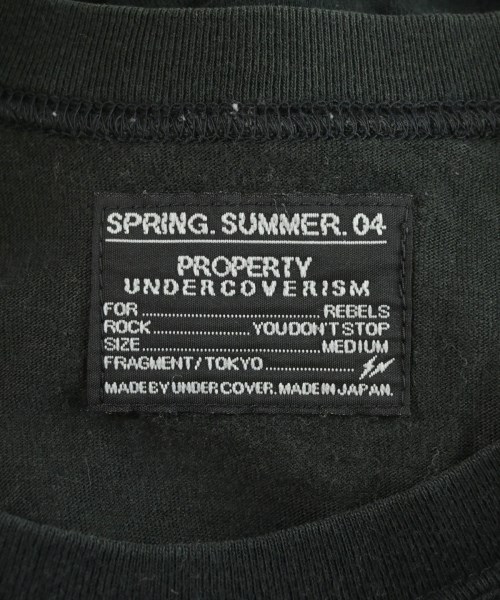 SPRING. SUMMER. 04
PROPERTY
UNDERCOVERISM
FOR.................................REBELS
ROCK....................YOU DON'T STOP
SIZE................................MEDIUM
FRAGMENT/TOKYO......................
MADE BY UNDER COVER. MADE IN JAPAN.